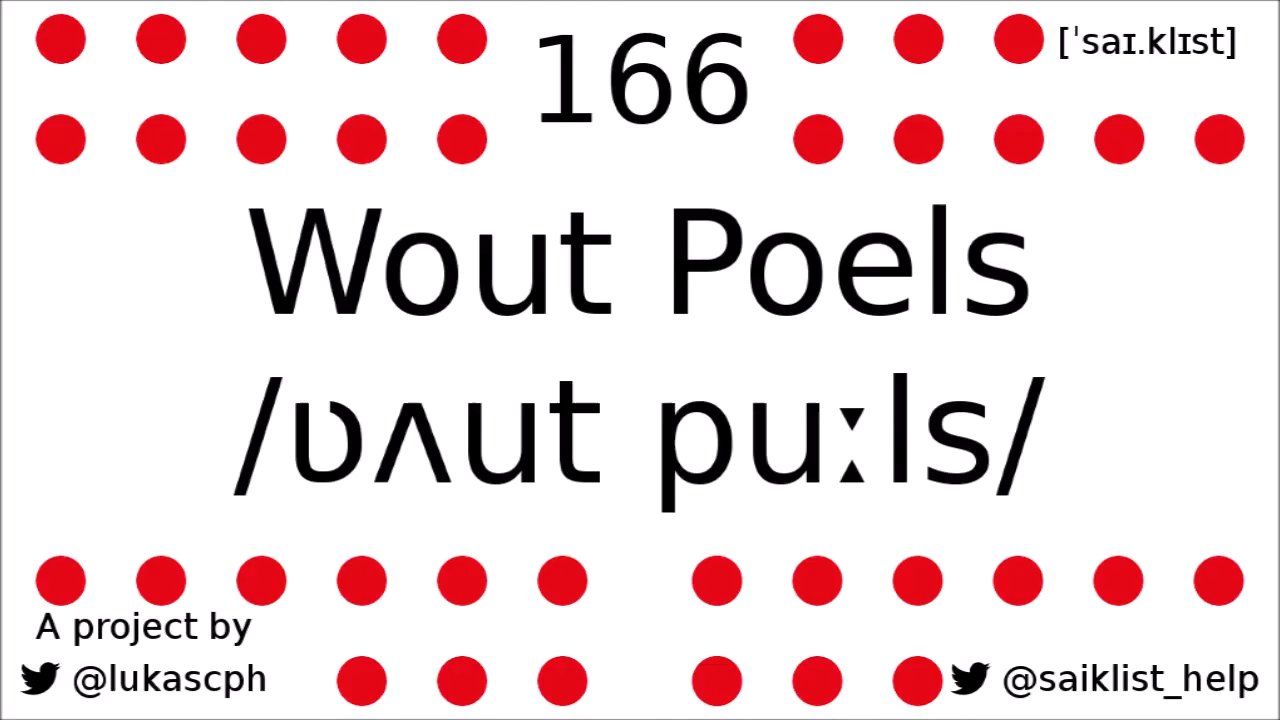 166
[ˈsaɪ.klɪst]
Wout Poels
/ʋʌut puːls/
A project by
@lukascph
@saiklist_help